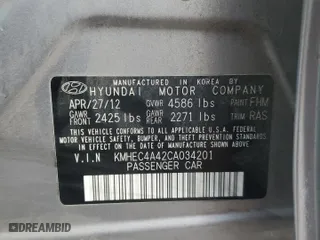 MANUFACTURED IN KOREA BY
HYUNDAI MOTOR COMPANY
APR/27/12 GVWR 4586 lbs PAINT FHM
GAWR FRONT 2425 lbs GAWR REAR 2271 lbs TRIM RAS
THIS VEHICLE CONFORMS TO ALL APPLICABLE
FEDERAL MOTOR VEHICLE SAFETY,
BUMPER, AND THEFT PREVENTION STANDARDS
IN EFFECT ON THE DATE OF
MANUFACTURE SHOWN ABOVE.
V.I.N KMHEC4A42CA034201
PASSENGER CAR